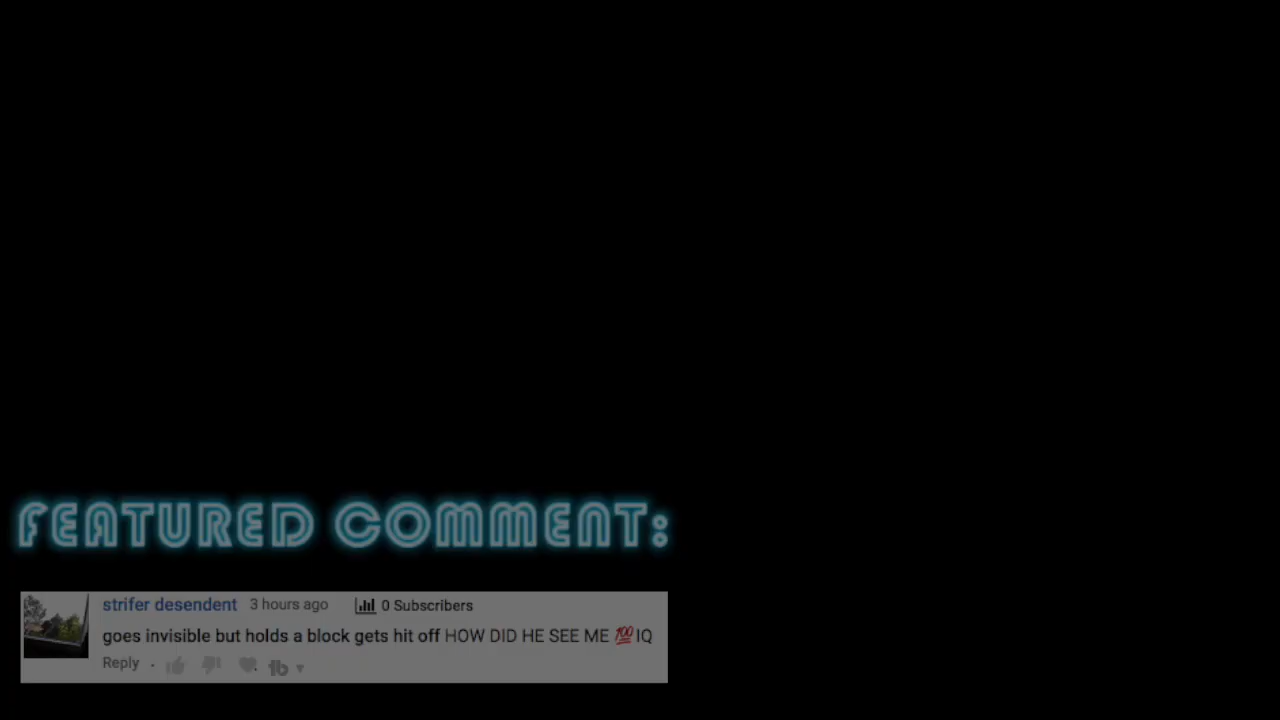 FEATURED COMMENT:
strifer desendent 3 hours ago 0 Subscribers
goes invisible but holds a block gets hit off HOW DID HE SEE ME 💯IQ
Reply · tb ▾